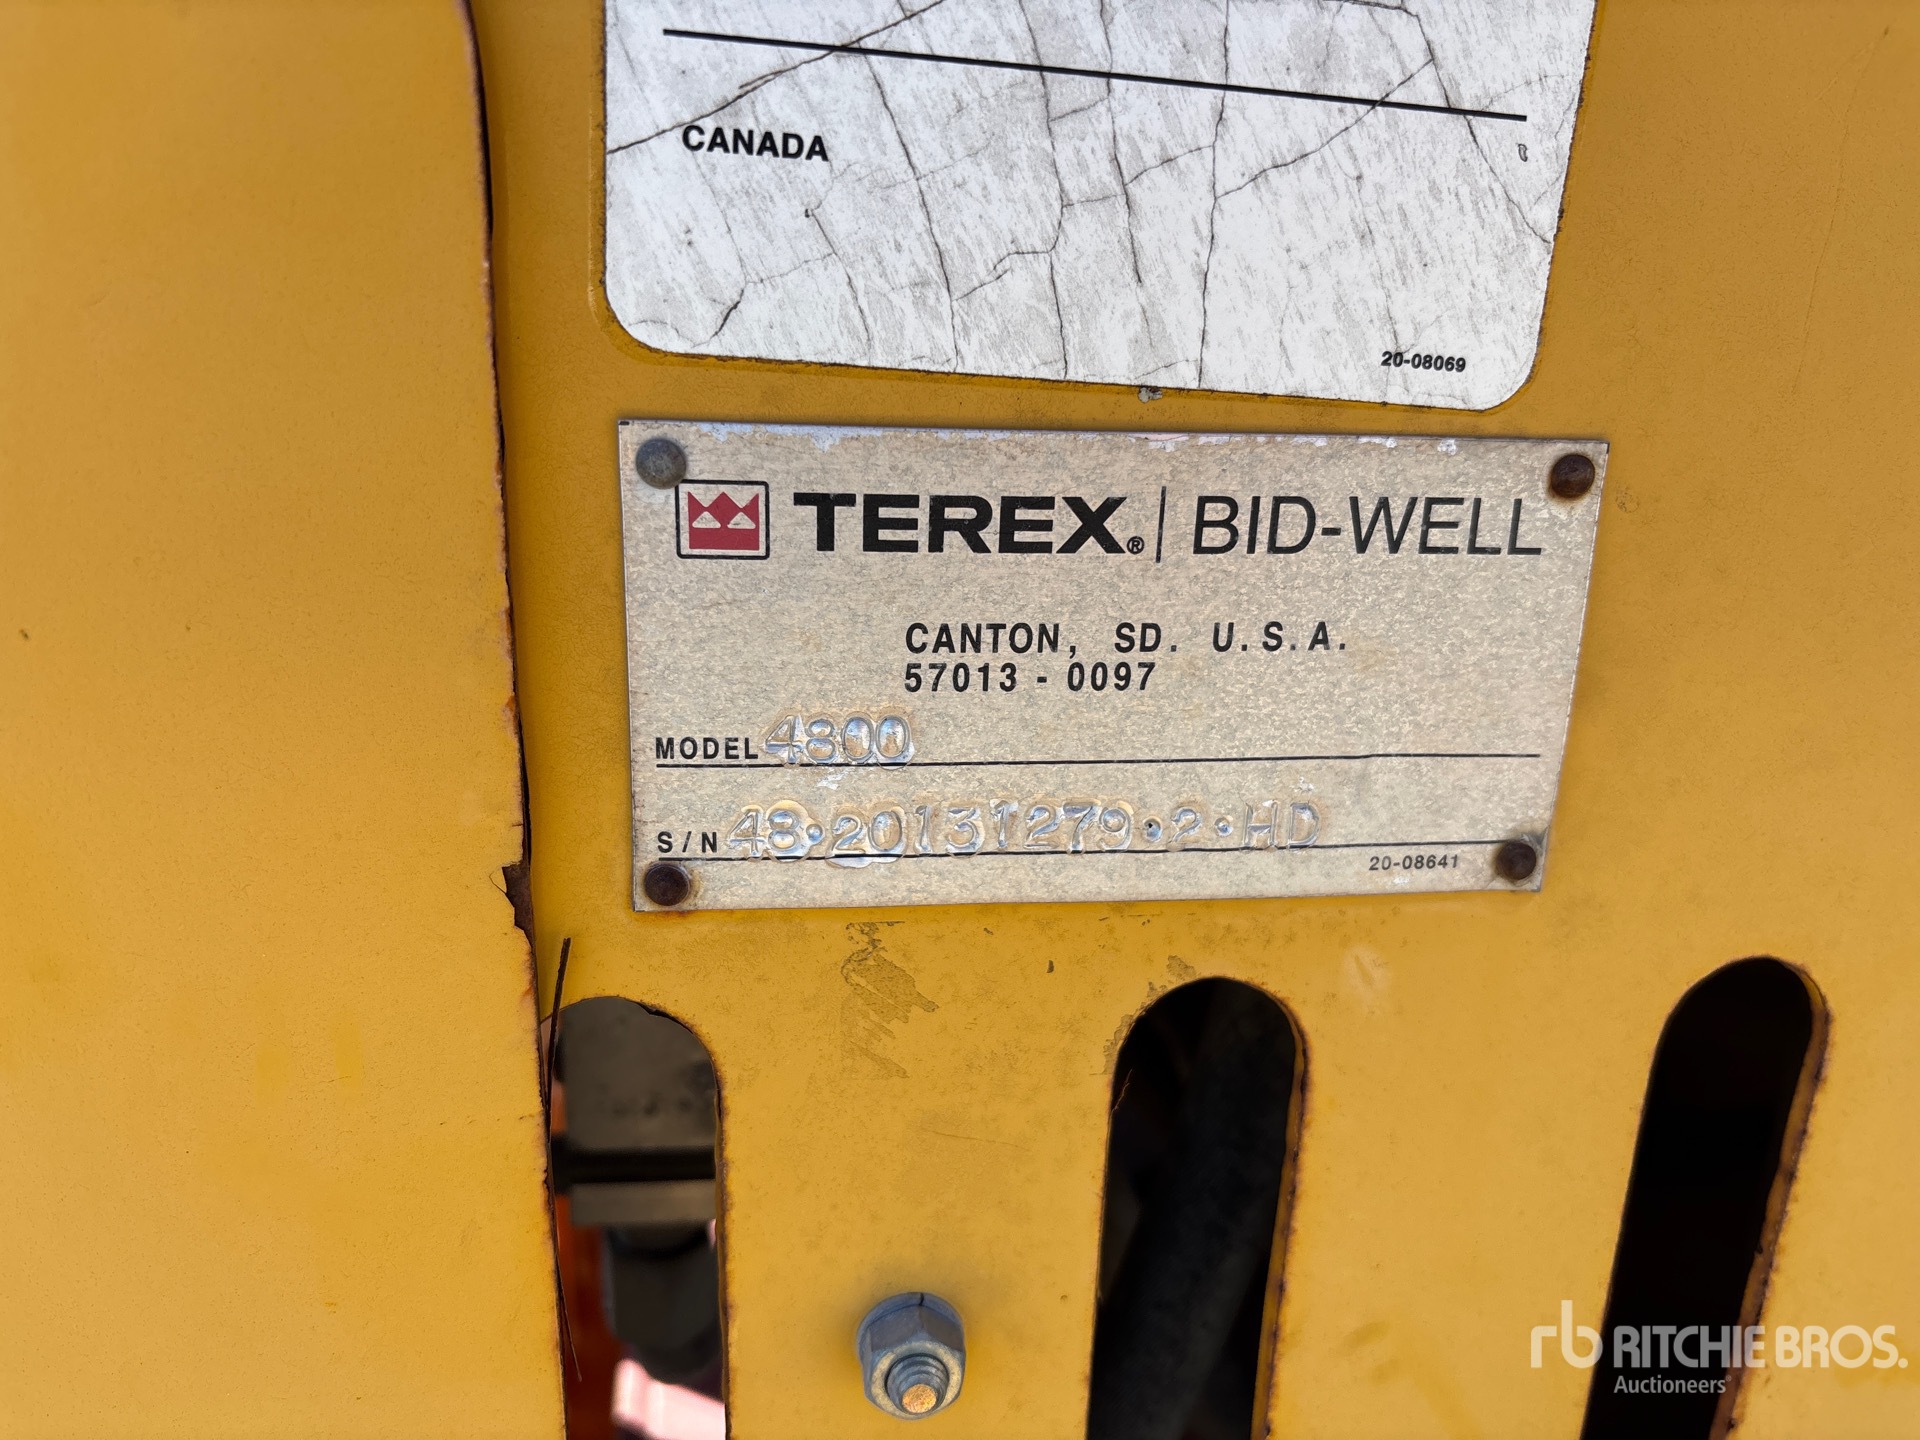 CANADA
20-08069
TEREX® | BID-WELL
CANTON, SD. U.S.A.
57013 - 0097
MODEL 4800
S/N 48·20131279·2·HD
20-08641
rb RITCHIE BROS.
Auctioneers